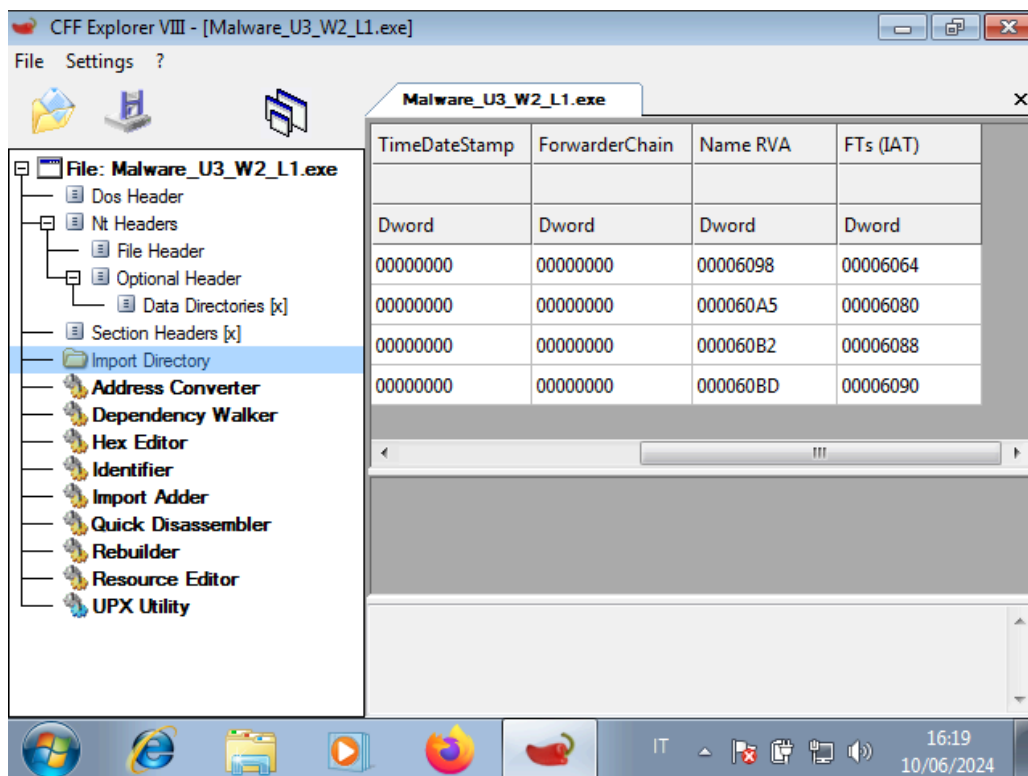 CFF Explorer VIII - [Malware_U3_W2_L1.exe]
File Settings ?
Malware_U3_W2_L1.exe
File: Malware_U3_W2_L1.exe
Dos Header
Nt Headers
File Header
Optional Header
Data Directories [x]
Section Headers [x]
Import Directory
Address Converter
Dependency Walker
Hex Editor
Identifier
Import Adder
Quick Disassembler
Rebuilder
Resource Editor
UPX Utility
TimeDateStamp ForwarderChain Name RVA FTs (IAT)
Dword Dword Dword Dword
00000000 00000000 00006098 00006064
00000000 00000000 000060A5 00006080
00000000 00000000 000060B2 00006088
00000000 00000000 000060BD 00006090
IT
16:19
10/06/2024